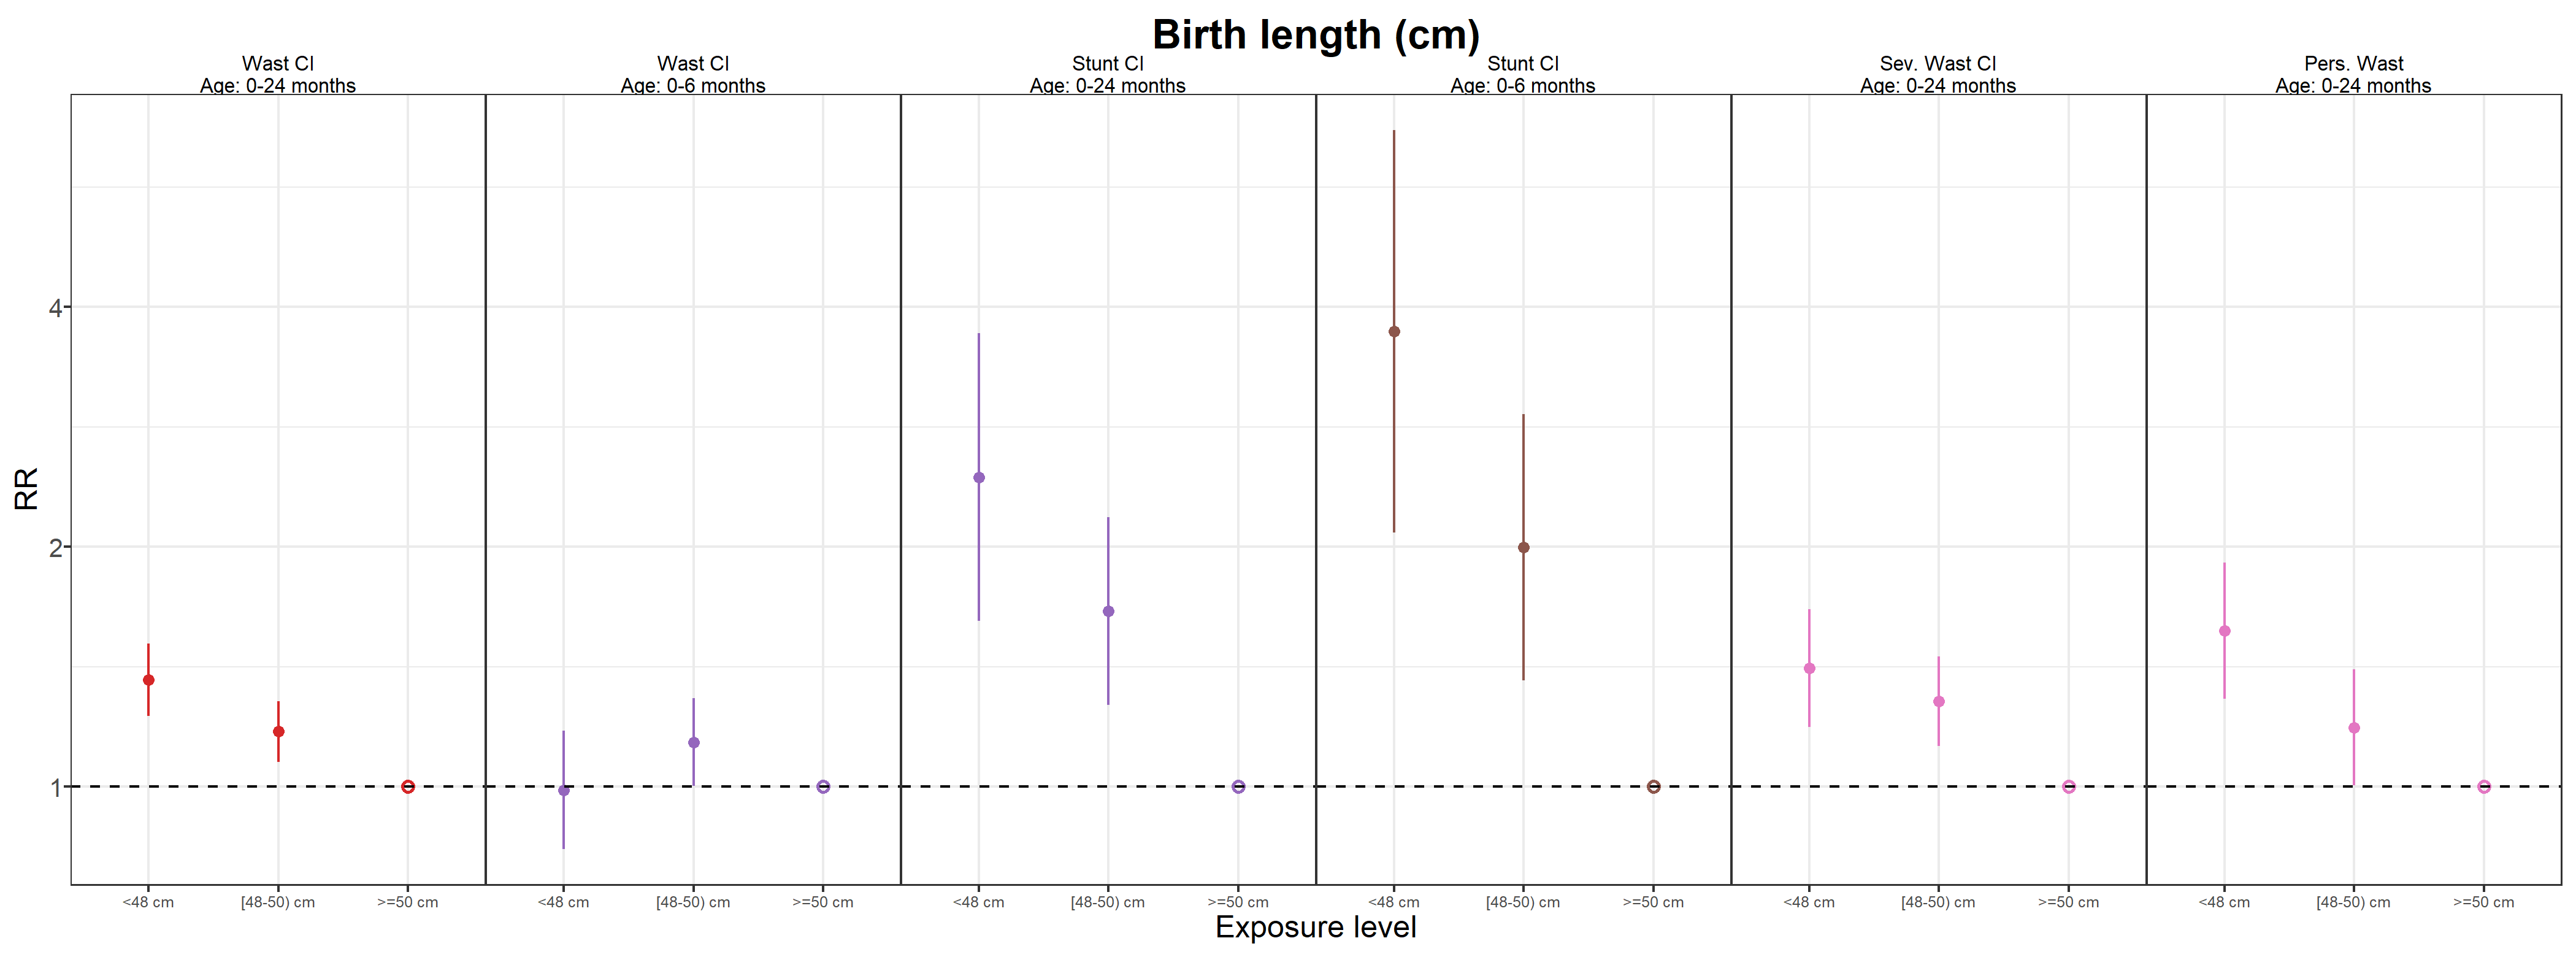 Birth length (cm)
Wast CI
Age: 0-24 months
Wast CI
Age: 0-6 months
Stunt CI
Age: 0-24 months
Stunt CI
Age: 0-6 months
Sev. Wast CI
Age: 0-24 months
Pers. Wast
Age: 0-24 months
RR
4
2
1
<48 cm [48-50) cm >=50 cm <48 cm [48-50) cm >=50 cm <48 cm [48-50) cm >=50 cm <48 cm [48-50) cm >=50 cm <48 cm [48-50) cm >=50 cm <48 cm [48-50) cm >=50 cm
Exposure level